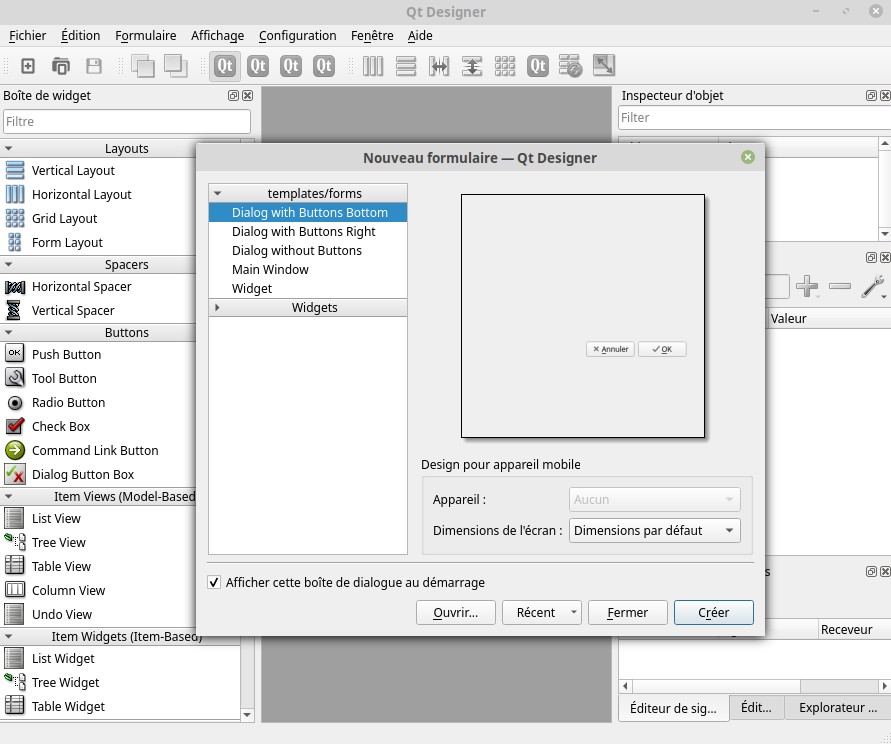 Qt Designer
Fichier Édition Formulaire Affichage Configuration Fenêtre Aide
Qt Qt Qt Qt Qt
Boîte de widget
Filtre
Layouts
Vertical Layout
Horizontal Layout
Grid Layout
Form Layout
Spacers
Horizontal Spacer
Vertical Spacer
Buttons
OK Push Button
Tool Button
Radio Button
Check Box
Command Link Button
Dialog Button Box
Item Views (Model-Based
List View
Tree View
Table View
Column View
Undo View
Item Widgets (Item-Based)
List Widget
Tree Widget
Table Widget
Nouveau formulaire — Qt Designer
templates/forms
Dialog with Buttons Bottom
Dialog with Buttons Right
Dialog without Buttons
Main Window
Widget
Widgets
Annuler OK
Design pour appareil mobile
Appareil : Aucun
Dimensions de l'écran : Dimensions par défaut
Afficher cette boîte de dialogue au démarrage
Ouvrir... Récent Fermer Créer
Inspecteur d'objet
Filter
Valeur
Receveur
Éditeur de sig... Édit... Explorateur ...